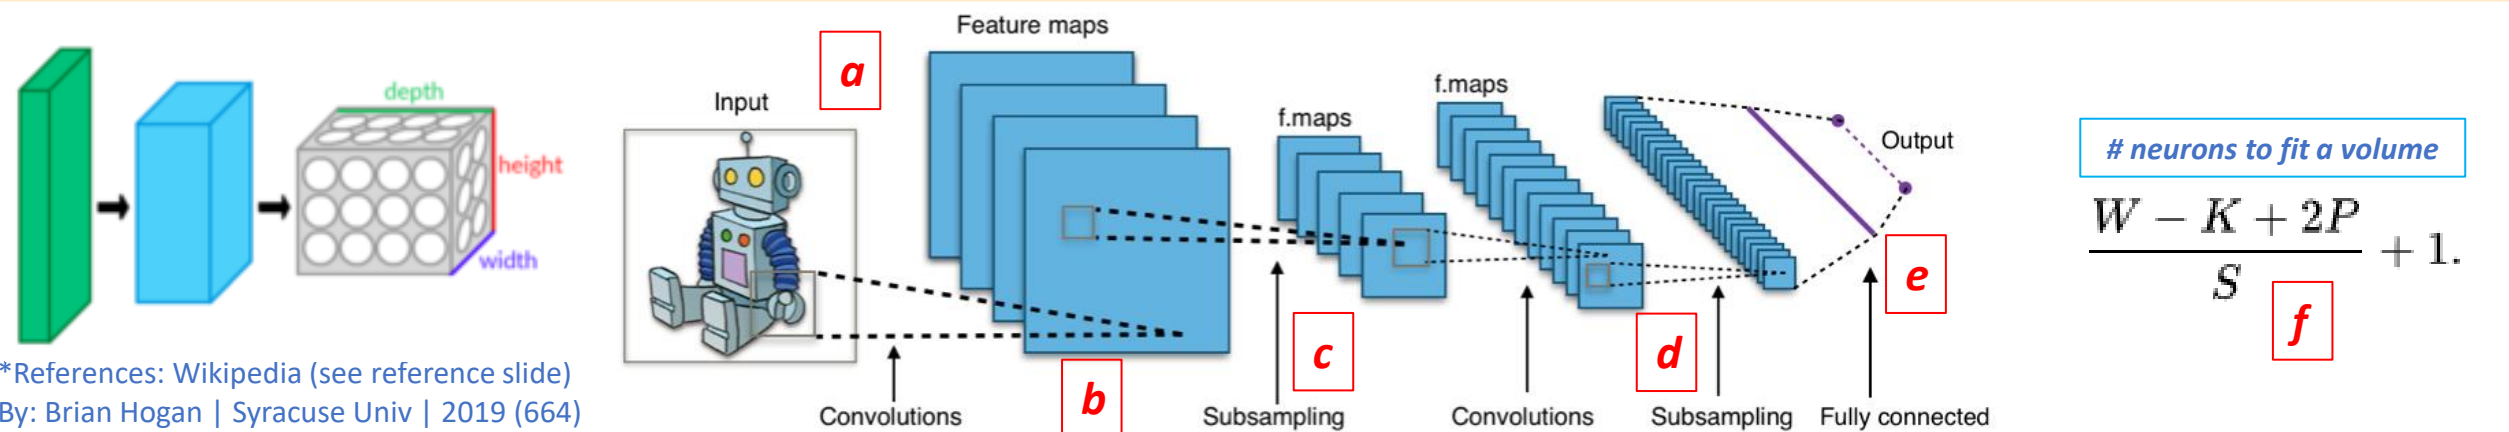 depth
height
width
*References: Wikipedia (see reference slide)
By: Brian Hogan | Syracuse Univ | 2019 (664)
Input
a
Feature maps
f.maps
f.maps
Output
b
c
d
e
Convolutions
Subsampling
Convolutions
Subsampling
Fully connected
# neurons to fit a volume
W − K + 2P
S
+ 1.
f